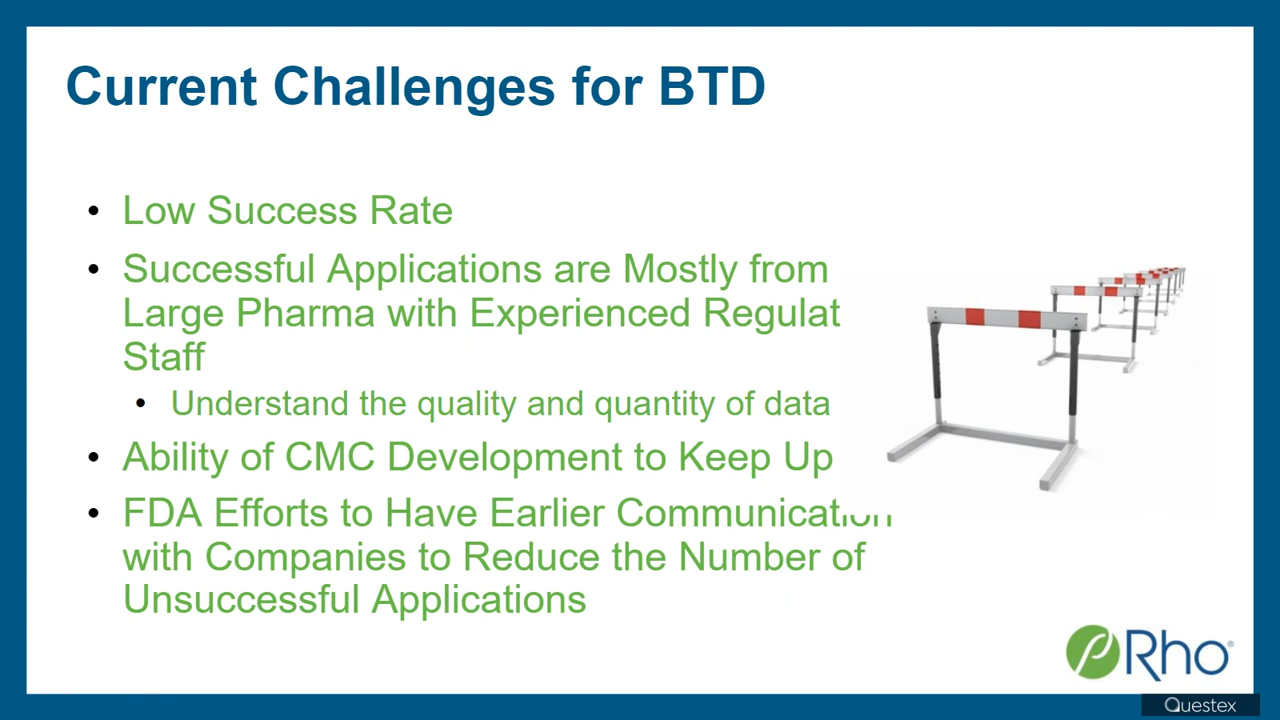 Current Challenges for BTD
• Low Success Rate
• Successful Applications are Mostly from
Large Pharma with Experienced Regulat
Staff
• Understand the quality and quantity of data
• Ability of CMC Development to Keep Up
• FDA Efforts to Have Earlier Communication
with Companies to Reduce the Number of
Unsuccessful Applications
Rho®
Questex